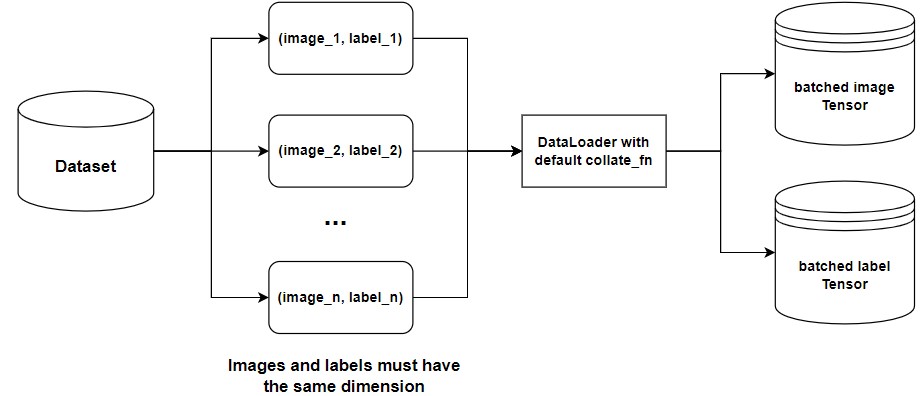 Dataset
(image_1, label_1)
(image_2, label_2)
...
(image_n, label_n)
Images and labels must have
the same dimension
DataLoader with
default collate_fn
batched image
Tensor
batched label
Tensor